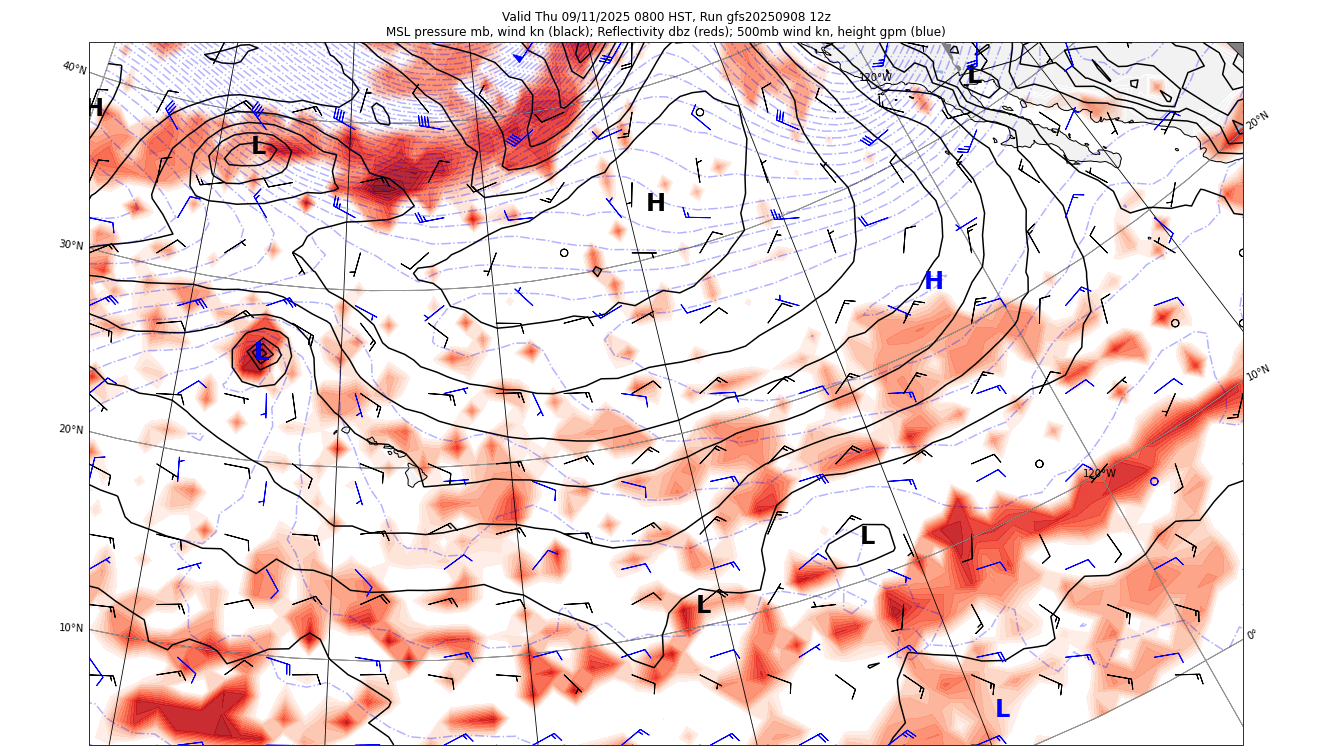 Valid Thu 09/11/2025 0800 HST, Run gfs20250908 12z
MSL pressure mb, wind kn (black); Reflectivity dbz (reds); 500mb wind kn, height gpm (blue)
40°N
120°W
L
H
20°N
L
H
30°N
H
L
10°N
20°N
120°W
L
L
10°N
0°
L